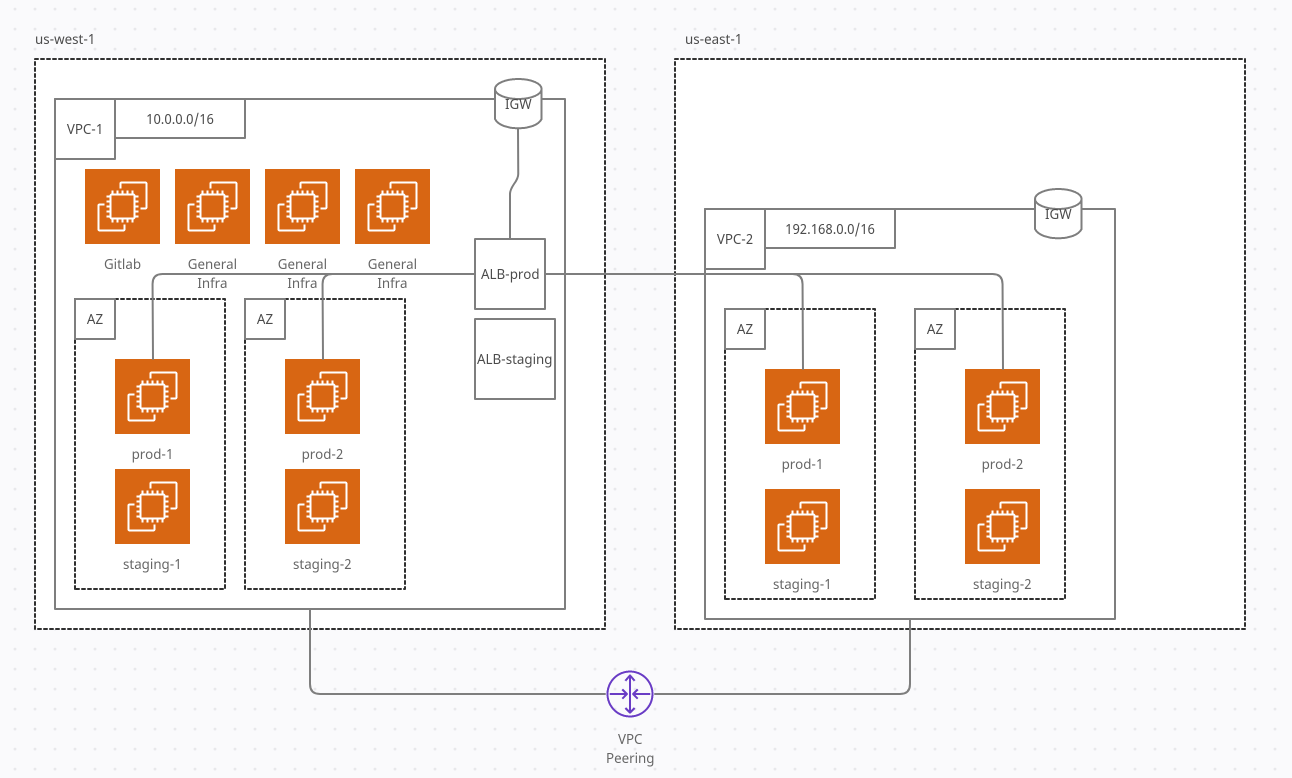 us-west-1
us-east-1
IGW
VPC-1
10.0.0.0/16
Gitlab
General
Infra
General
Infra
General
Infra
ALB-prod
AZ
AZ
ALB-staging
prod-1
prod-2
staging-1
staging-2
IGW
VPC-2
192.168.0.0/16
AZ
AZ
prod-1
prod-2
staging-1
staging-2
VPC
Peering